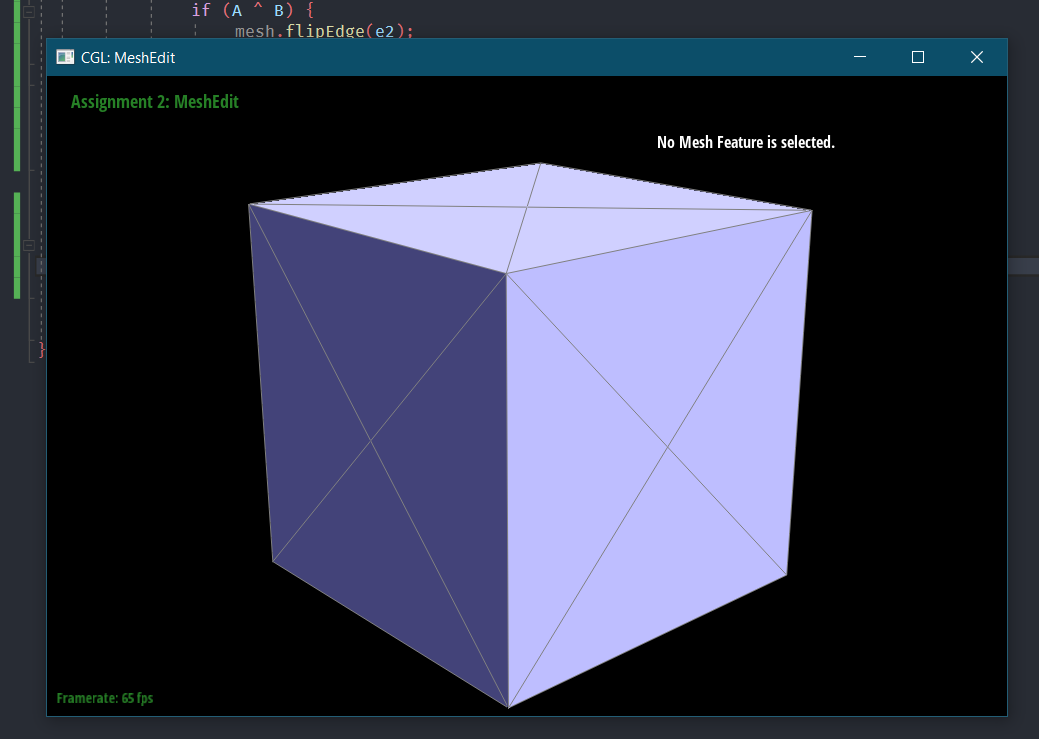 if (A ^ B) {
mesh.flipEdge(e2);
CGL: MeshEdit
Assignment 2: MeshEdit
No Mesh Feature is selected.
}
Framerate: 65 fps